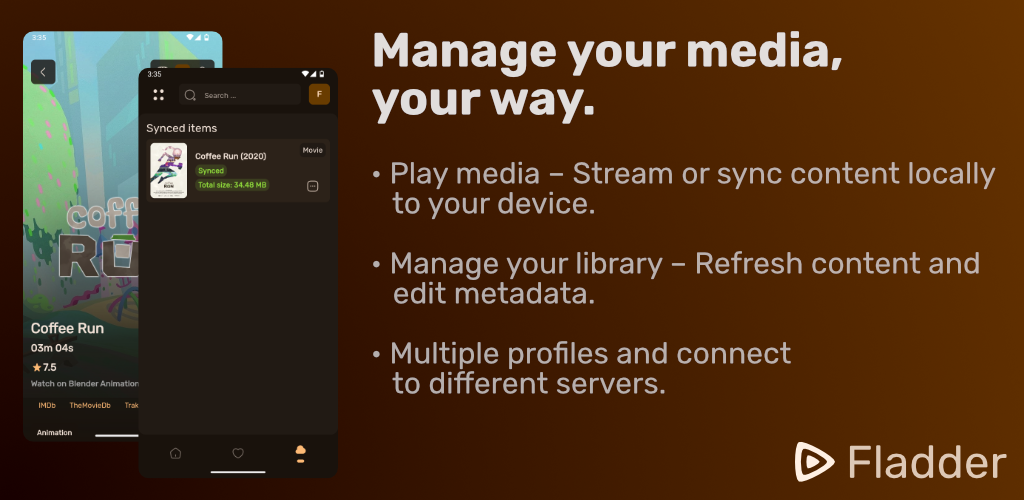 3:35
coff
RU
Coffee Run
03m 04s
7.5
Watch on Blender Animation
IMDb TheMovieDb Trak
Animation
3:35
Search ...
F
Synced items
RUN
Coffee Run (2020)
Movie
Synced
Total size: 34.48 MB
Manage your media,
your way.
• Play media – Stream or sync content locally
to your device.
• Manage your library – Refresh content and
edit metadata.
• Multiple profiles and connect
to different servers.
Fladder